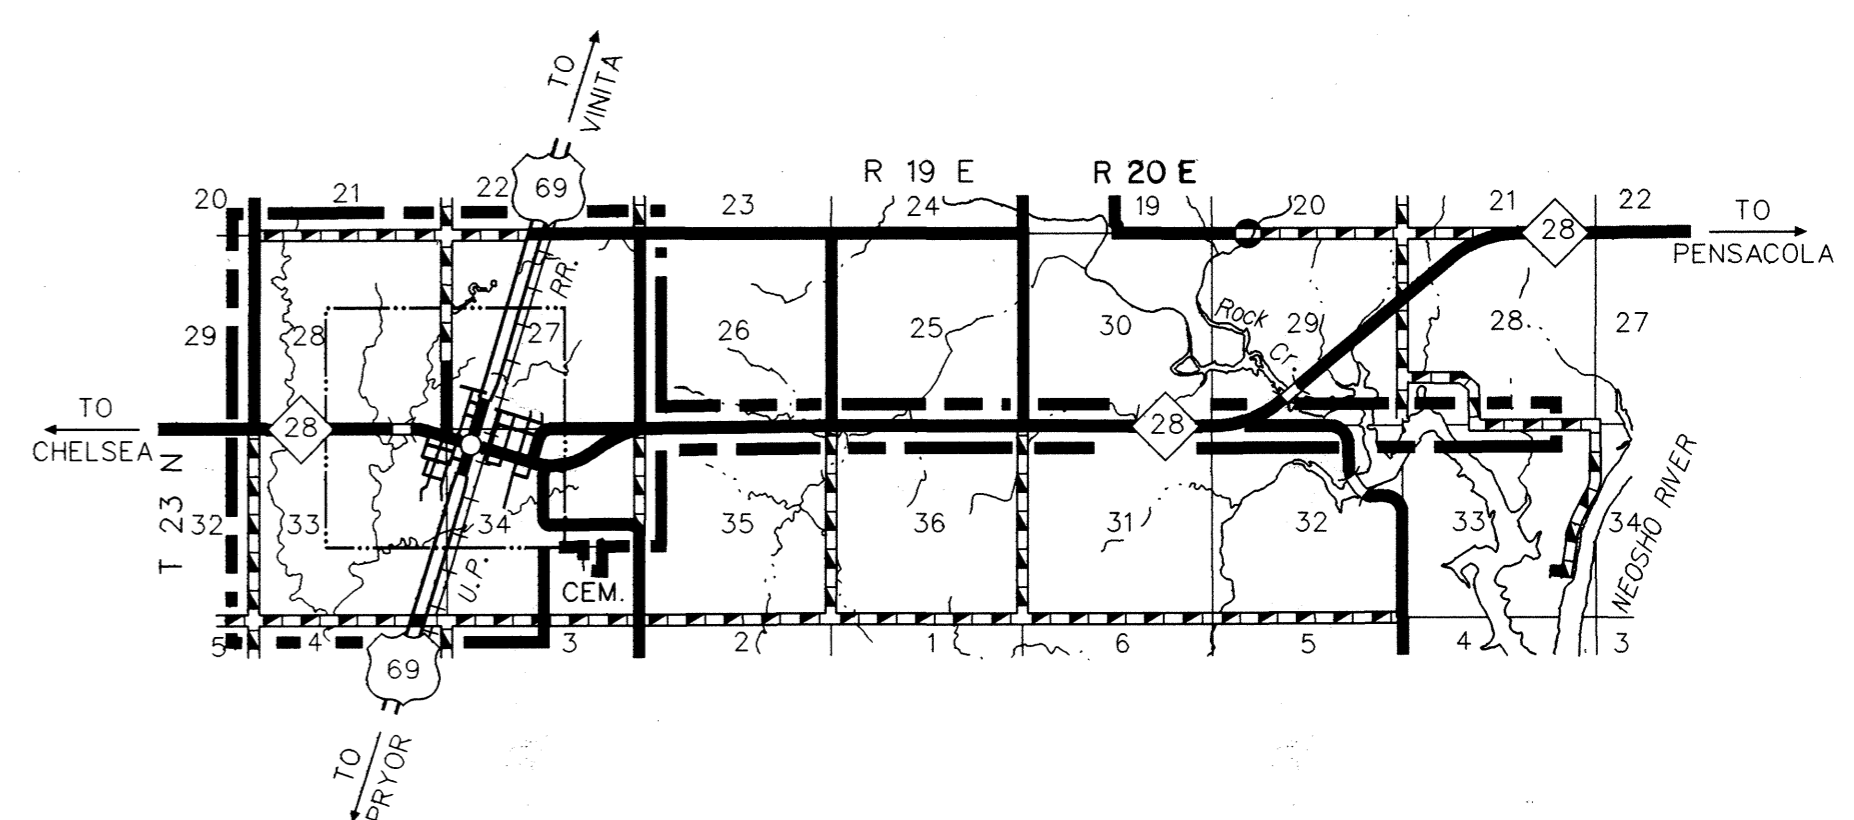 TO
VINITA
69
R 19 E
R 20 E
20
21
22
23
24
19
20
21
22
28
TO
PENSACOLA
RR.
29
28
27
26
25
30
Rock
Cr.
29
28
27
TO
CHELSEA
28
28
T 23 N
32
33
34
35
36
31
32
33
34
NEOSHO RIVER
U.P.
CEM.
5
4
3
2
1
6
5
4
3
69
TO
PRYOR